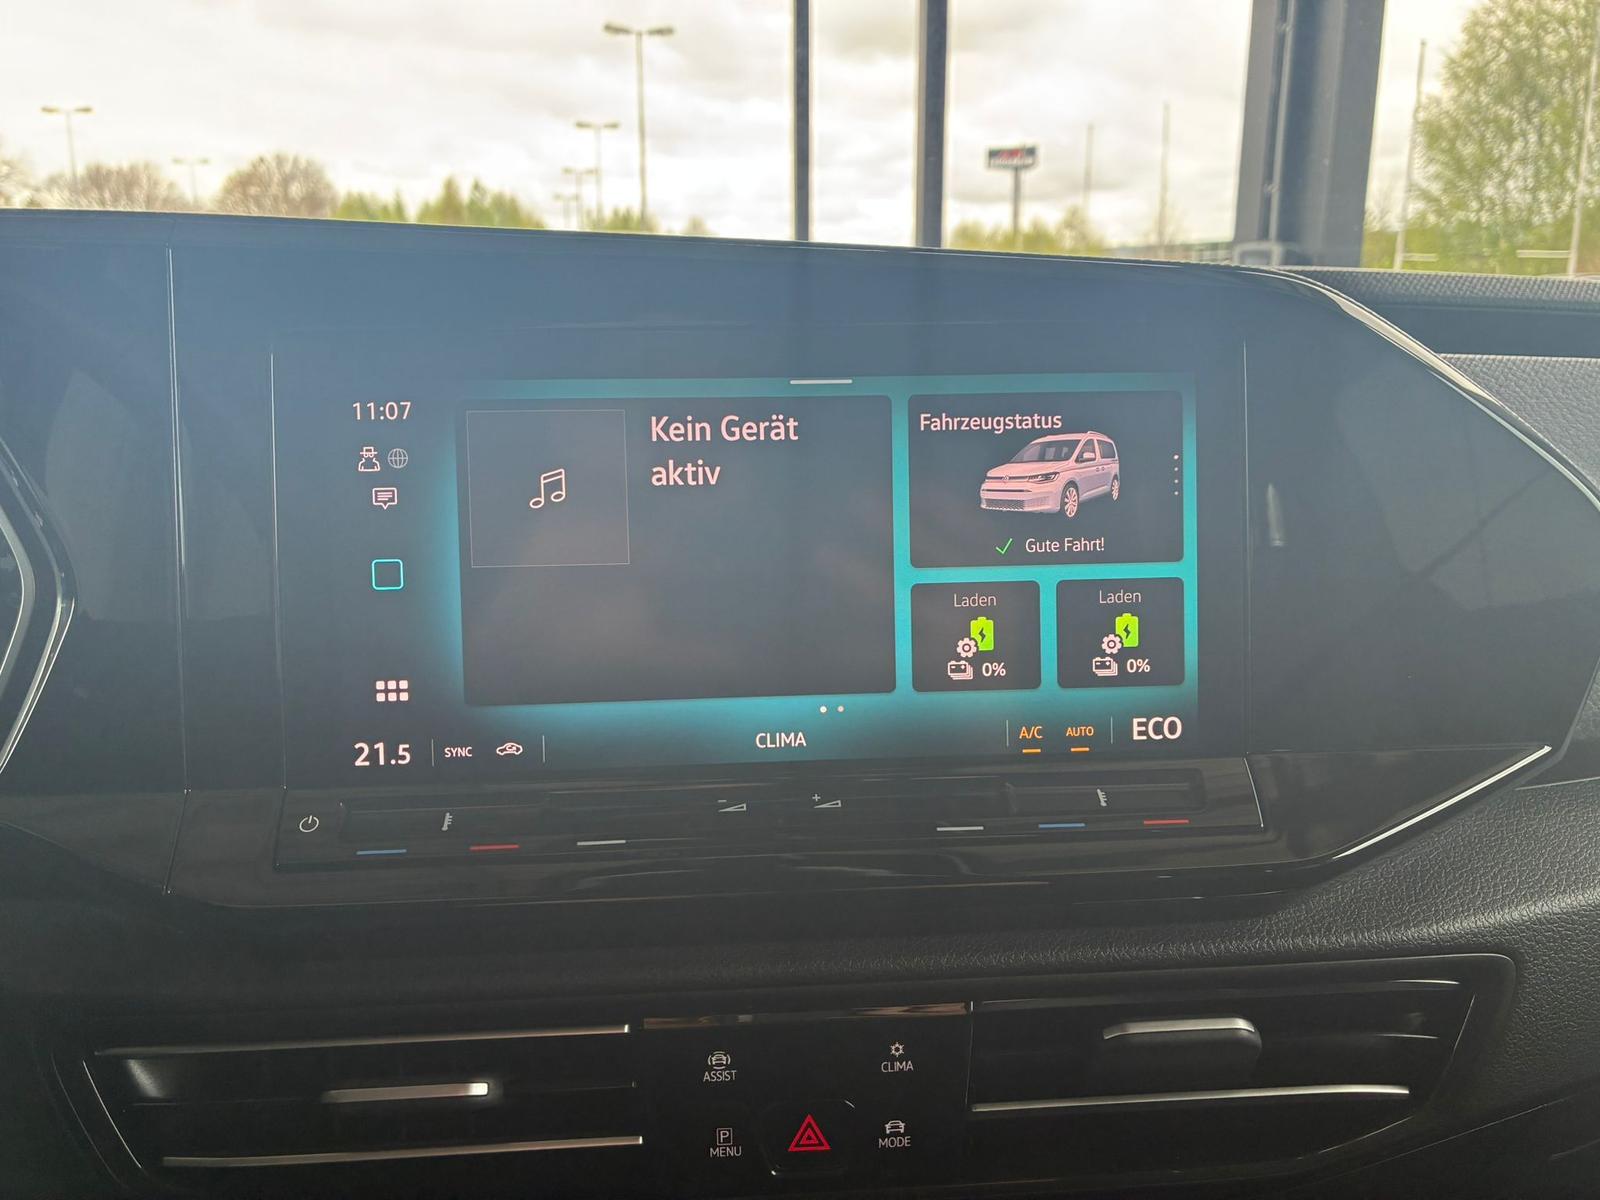 11:07
Kein Gerät
aktiv
Fahrzeugstatus
Gute Fahrt!
Laden
0%
Laden
0%
21.5
SYNC
CLIMA
A/C
AUTO
ECO
ASSIST
CLIMA
P
MENU
MODE